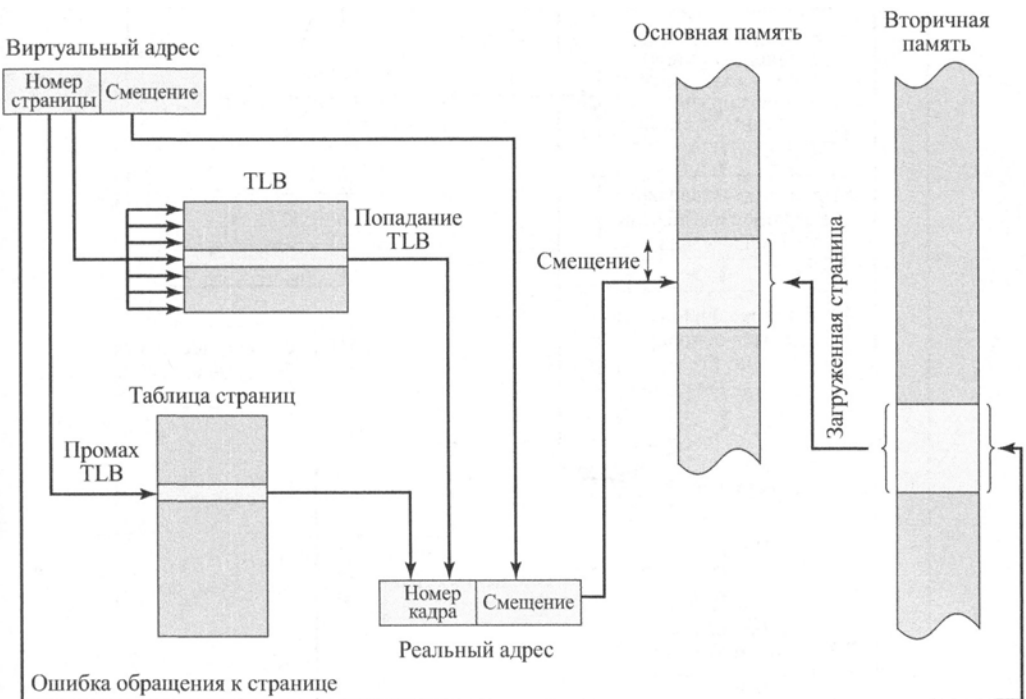 Виртуальный адрес
Номер
страницы
Смещение
Основная память
Вторичная
память
TLB
Попадание
TLB
Смещение
Загруженная страница
Таблица страниц
Промах
TLB
Номер
кадра
Смещение
Реальный адрес
Ошибка обращения к странице